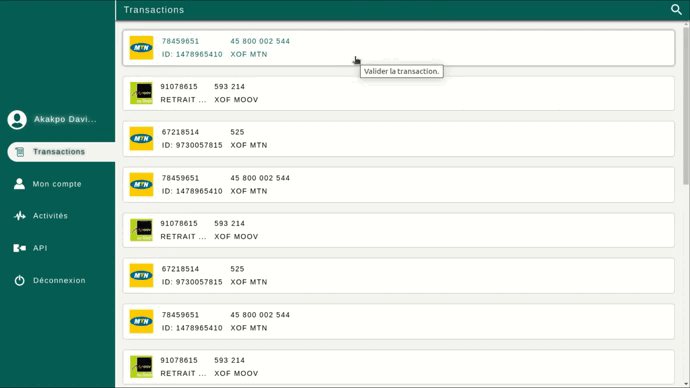 Transactions
78459651 45 800 002 544
ID: 1478965410 XOF MTN
Valider la transaction.
91078615 593 214
RETRAIT ... XOF MOOV
67218514 525
ID: 9730057815 XOF MTN
78459651 45 800 002 544
ID: 1478965410 XOF MTN
91078615 593 214
RETRAIT ... XOF MOOV
67218514 525
ID: 9730057815 XOF MTN
78459651 45 800 002 544
ID: 1478965410 XOF MTN
91078615 593 214
RETRAIT ... XOF MOOV
Akakpo Davi...
Transactions
Mon compte
Activités
API
Déconnexion
MTN
MTN
MTN
MTN
MTN